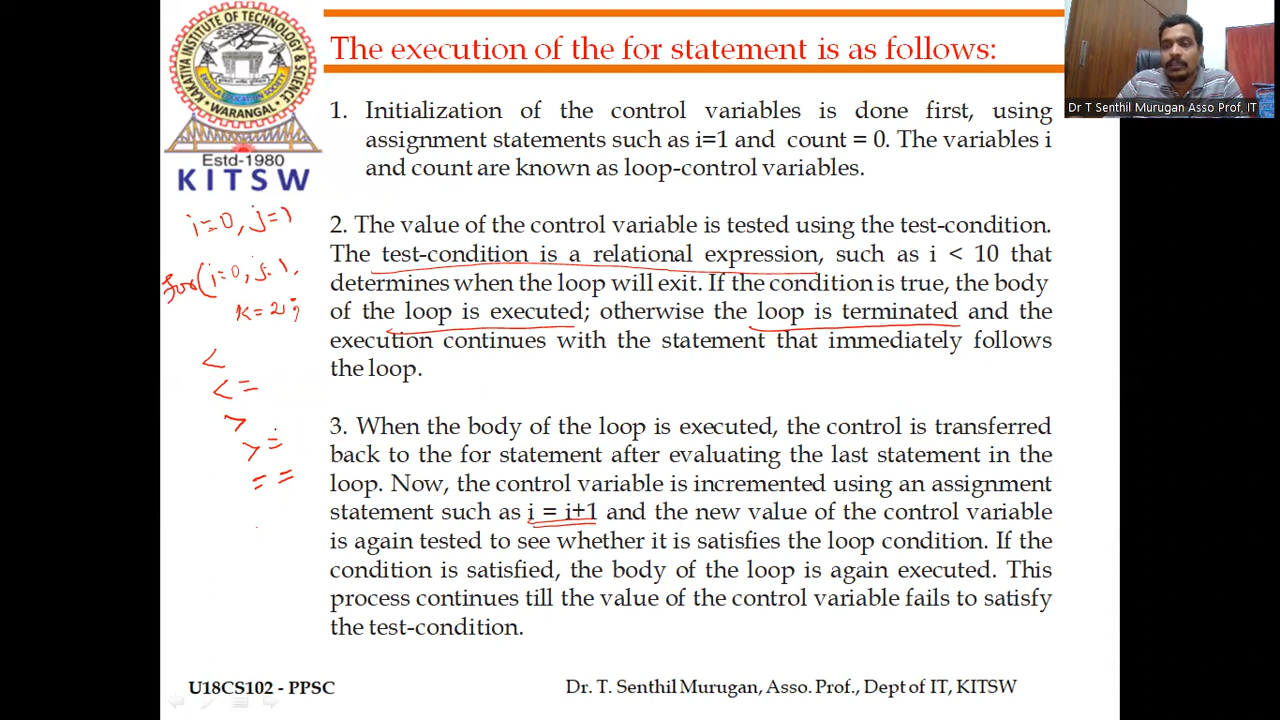 The execution of the for statement is as follows:
Dr T Senthil Murugan Asso Prof, IT
KAKATIYA INSTITUTE OF TECHNOLOGY & SCIENCE
WARANGAL
Estd-1980
KITSW
1. Initialization of the control variables is done first, using
assignment statements such as i=1 and count = 0. The variables i
and count are known as loop-control variables.
i=0, j=1
for(i=0, j=1,
k=2;
<
<=
>
>=
==
2. The value of the control variable is tested using the test-condition.
The test-condition is a relational expression, such as i < 10 that
determines when the loop will exit. If the condition is true, the body
of the loop is executed; otherwise the loop is terminated and the
execution continues with the statement that immediately follows
the loop.
3. When the body of the loop is executed, the control is transferred
back to the for statement after evaluating the last statement in the
loop. Now, the control variable is incremented using an assignment
statement such as i = i+1 and the new value of the control variable
is again tested to see whether it is satisfies the loop condition. If the
condition is satisfied, the body of the loop is again executed. This
process continues till the value of the control variable fails to satisfy
the test-condition.
U18CS102 - PPSC
Dr. T. Senthil Murugan, Asso. Prof., Dept of IT, KITSW